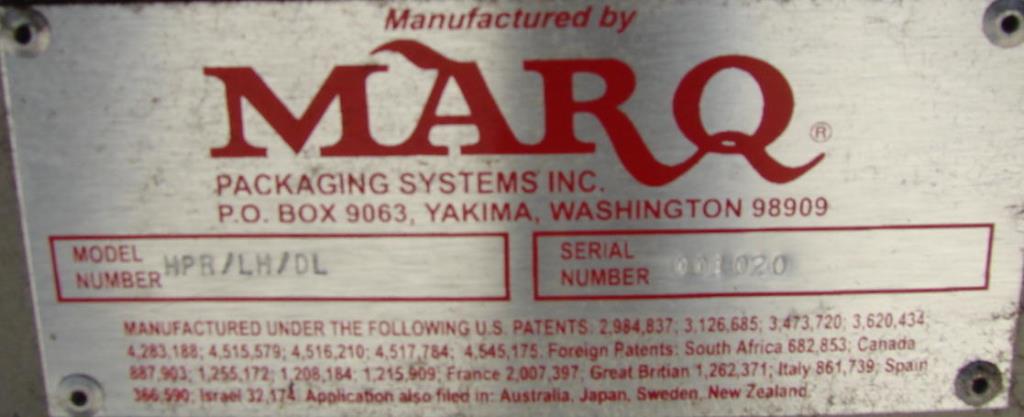 Manufactured by
MARQ®
PACKAGING SYSTEMS INC.
P.O. BOX 9063, YAKIMA, WASHINGTON 98909
MODEL NUMBER HPR/LH/DL
SERIAL NUMBER 001020
MANUFACTURED UNDER THE FOLLOWING U.S. PATENTS: 2,984,837; 3,126,685; 3,473,720; 3,620,434;
4,283,188; 4,515,579; 4,516,210; 4,517,784; 4,545,175. Foreign Patents: South Africa 682,853; Canada
887,903; 1,255,172; 1,208,184; 1,215,909; France 2,007,397; Great Britian 1,262,371; Italy 861,739; Spain
366,590; Israel 32,174. Application also filed in: Australia, Japan, Sweden, New Zealand.